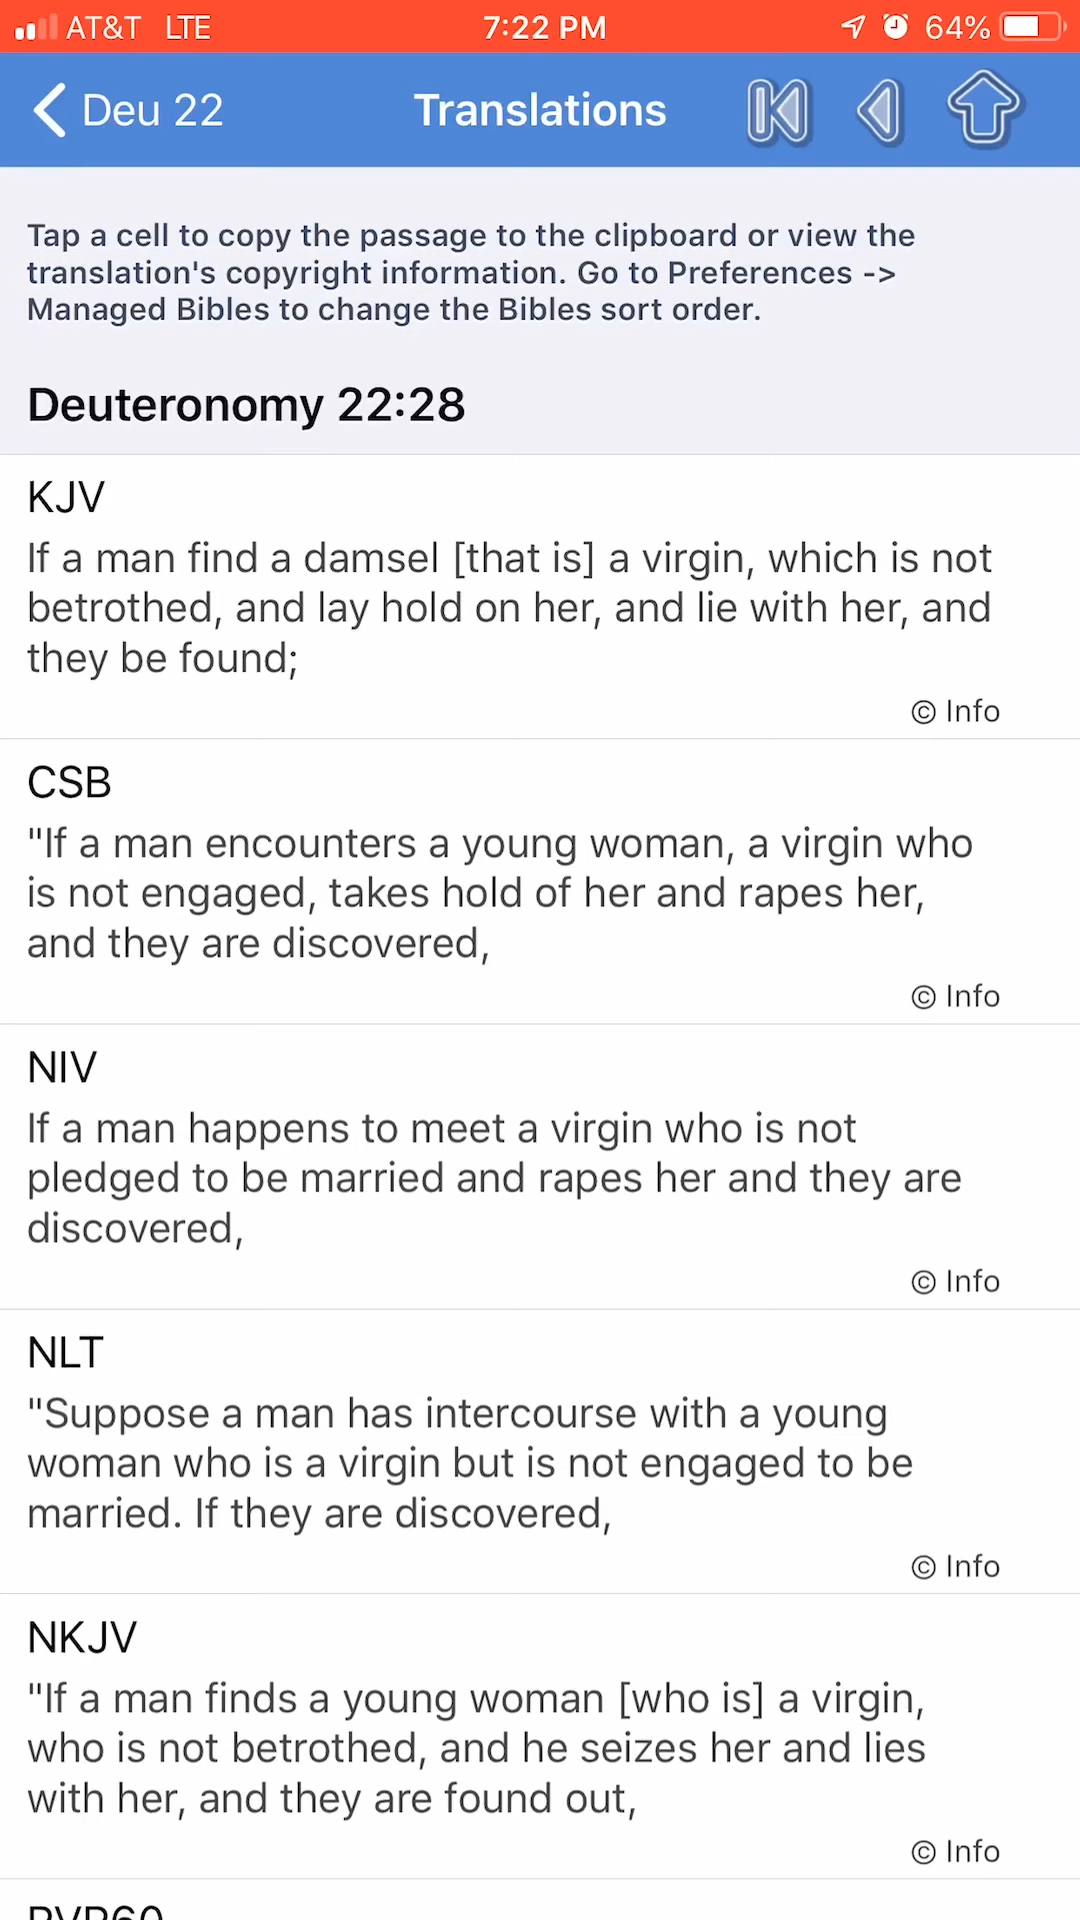 AT&T LTE 7:22 PM 64%
Deu 22 Translations
Tap a cell to copy the passage to the clipboard or view the
translation's copyright information. Go to Preferences ->
Managed Bibles to change the Bibles sort order.
Deuteronomy 22:28
KJV
If a man find a damsel [that is] a virgin, which is not
betrothed, and lay hold on her, and lie with her, and
they be found;
© Info
CSB
"If a man encounters a young woman, a virgin who
is not engaged, takes hold of her and rapes her,
and they are discovered,
© Info
NIV
If a man happens to meet a virgin who is not
pledged to be married and rapes her and they are
discovered,
© Info
NLT
"Suppose a man has intercourse with a young
woman who is a virgin but is not engaged to be
married. If they are discovered,
© Info
NKJV
"If a man finds a young woman [who is] a virgin,
who is not betrothed, and he seizes her and lies
with her, and they are found out,
© Info